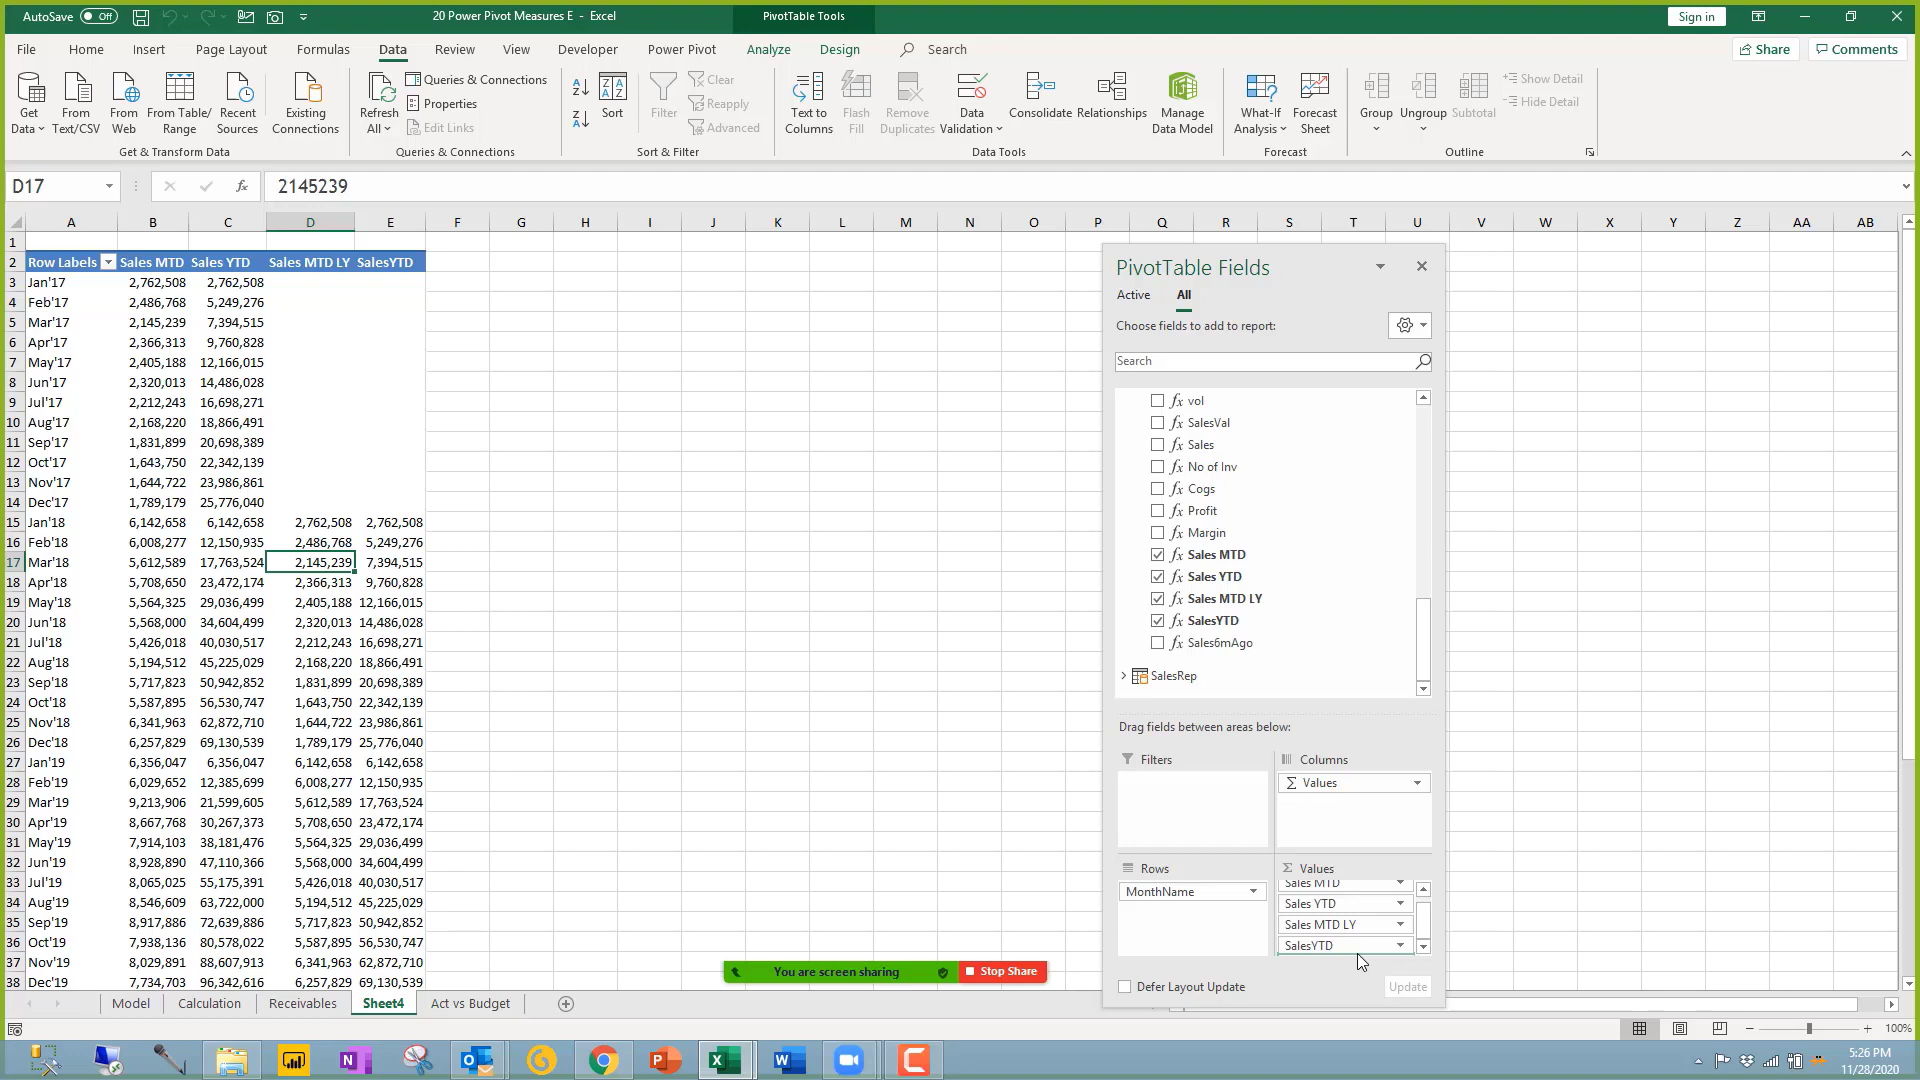 AutoSave Off 20 Power Pivot Measures E - Excel PivotTable Tools Sign in
File Home Insert Page Layout Formulas Data Review View Developer Power Pivot Analyze Design Search Share Comments
Get Data From Text/CSV From Web From Table/ Range Recent Sources Existing Connections
Refresh All Queries & Connections Properties Edit Links
Sort Filter Clear Reapply Advanced
Text to Columns Flash Fill Remove Duplicates Data Validation Consolidate Relationships Manage Data Model
What-If Analysis Forecast Sheet Group Ungroup Subtotal Show Detail Hide Detail
Get & Transform Data Queries & Connections Sort & Filter Data Tools Forecast Outline
D17 fx 2145239
A B C D E F G H I J K L M N O P Q R S T U V W X Y Z AA AB
1
2 Row Labels Sales MTD Sales YTD Sales MTD LY SalesYTD
3 Jan'17 2,762,508 2,762,508
4 Feb'17 2,486,768 5,249,276
5 Mar'17 2,145,239 7,394,515
6 Apr'17 2,366,313 9,760,828
7 May'17 2,405,188 12,166,015
8 Jun'17 2,320,013 14,486,028
9 Jul'17 2,212,243 16,698,271
10 Aug'17 2,168,220 18,866,491
11 Sep'17 1,831,899 20,698,389
12 Oct'17 1,643,750 22,342,139
13 Nov'17 1,644,722 23,986,861
14 Dec'17 1,789,179 25,776,040
15 Jan'18 6,142,658 6,142,658 2,762,508 2,762,508
16 Feb'18 6,008,277 12,150,935 2,486,768 5,249,276
17 Mar'18 5,612,589 17,763,524 2,145,239 7,394,515
18 Apr'18 5,708,650 23,472,174 2,366,313 9,760,828
19 May'18 5,564,325 29,036,499 2,405,188 12,166,015
20 Jun'18 5,568,000 34,604,499 2,320,013 14,486,028
21 Jul'18 5,426,018 40,030,517 2,212,243 16,698,271
22 Aug'18 5,194,512 45,225,029 2,168,220 18,866,491
23 Sep'18 5,717,823 50,942,852 1,831,899 20,698,389
24 Oct'18 5,587,895 56,530,747 1,643,750 22,342,139
25 Nov'18 6,341,963 62,872,710 1,644,722 23,986,861
26 Dec'18 6,257,829 69,130,539 1,789,179 25,776,040
27 Jan'19 6,356,047 6,356,047 6,142,658 6,142,658
28 Feb'19 6,029,652 12,385,699 6,008,277 12,150,935
29 Mar'19 9,213,906 21,599,605 5,612,589 17,763,524
30 Apr'19 8,667,768 30,267,373 5,708,650 23,472,174
31 May'19 7,914,103 38,181,476 5,564,325 29,036,499
32 Jun'19 8,928,890 47,110,366 5,568,000 34,604,499
33 Jul'19 8,065,025 55,175,391 5,426,018 40,030,517
34 Aug'19 8,546,609 63,722,000 5,194,512 45,225,029
35 Sep'19 8,917,886 72,639,886 5,717,823 50,942,852
36 Oct'19 7,938,136 80,578,022 5,587,895 56,530,747
37 Nov'19 8,029,891 88,607,913 6,341,963 62,872,710
38 Dec'19 7,734,703 96,342,616 6,257,829 69,130,539
PivotTable Fields
Active All
Choose fields to add to report:
Search
fx vol
fx SalesVal
fx Sales
fx No of Inv
fx Cogs
fx Profit
fx Margin
fx Sales MTD
fx Sales YTD
fx Sales MTD LY
fx SalesYTD
fx Sales6mAgo
SalesRep
Drag fields between areas below:
Filters Columns
Σ Values
Rows Σ Values
MonthName Sales MTD
Sales YTD
Sales MTD LY
SalesYTD
Defer Layout Update Update
You are screen sharing Stop Share
Model Calculation Receivables Sheet4 Act vs Budget
100%
5:26 PM
11/28/2020